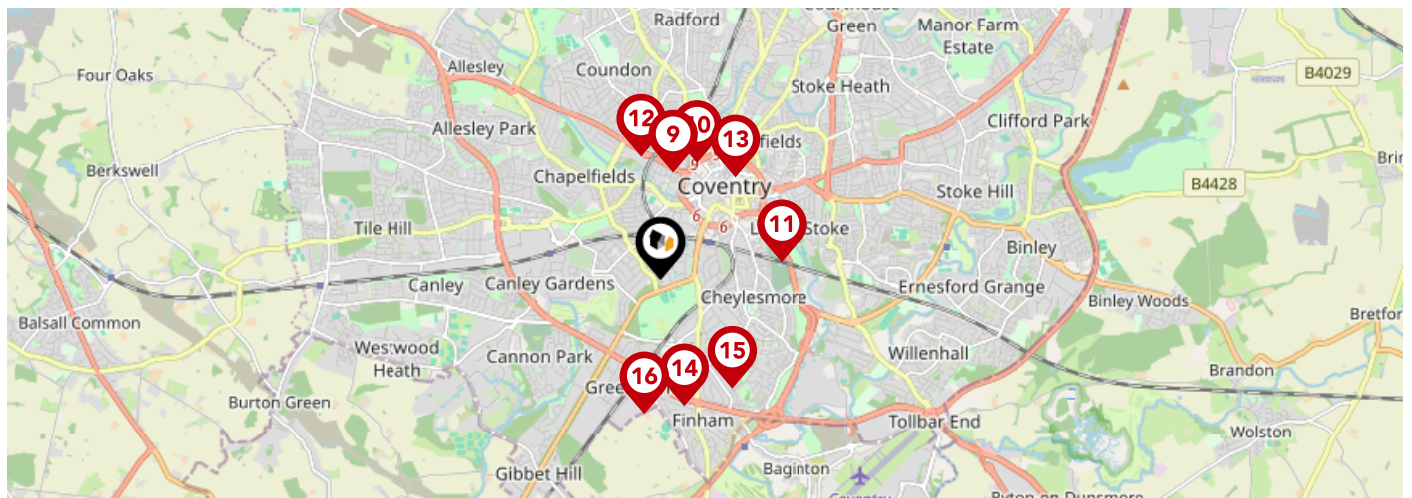 Radford
Green
Manor Farm
Estate
Allesley
Coundon
Four Oaks
B4029
Stoke Heath
12
9
13
fields
Clifford Park
Allesley Park
Berkswell
Chapelfields
Coventry
Stoke Hill
B4428
6
6
11
Stoke
Tile Hill
Binley
Canley
Canley Gardens
Cheylesmore
Ernesford Grange
Binley Woods
Balsall Common
Westwood
Heath
Cannon Park
15
14
16
Willenhall
Brandon
Burton Green
Finham
Tollbar End
Wolston
Gibbet Hill
Baginton